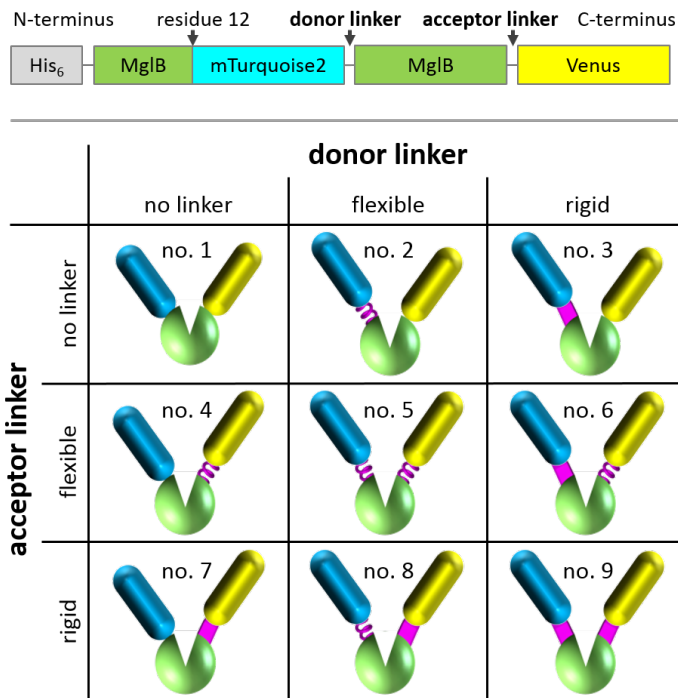 N-terminus residue 12 donor linker acceptor linker C-terminus
His₆ MglB mTurquoise2 MglB Venus
donor linker
no linker flexible rigid
acceptor linker
no linker
no. 1 no. 2 no. 3
flexible
no. 4 no. 5 no. 6
rigid
no. 7 no. 8 no. 9